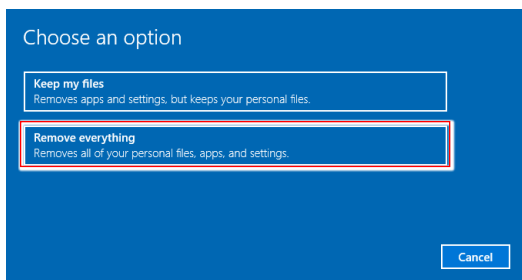 Choose an option
Keep my files
Removes apps and settings, but keeps your personal files.
Remove everything
Removes all of your personal files, apps, and settings.
Cancel